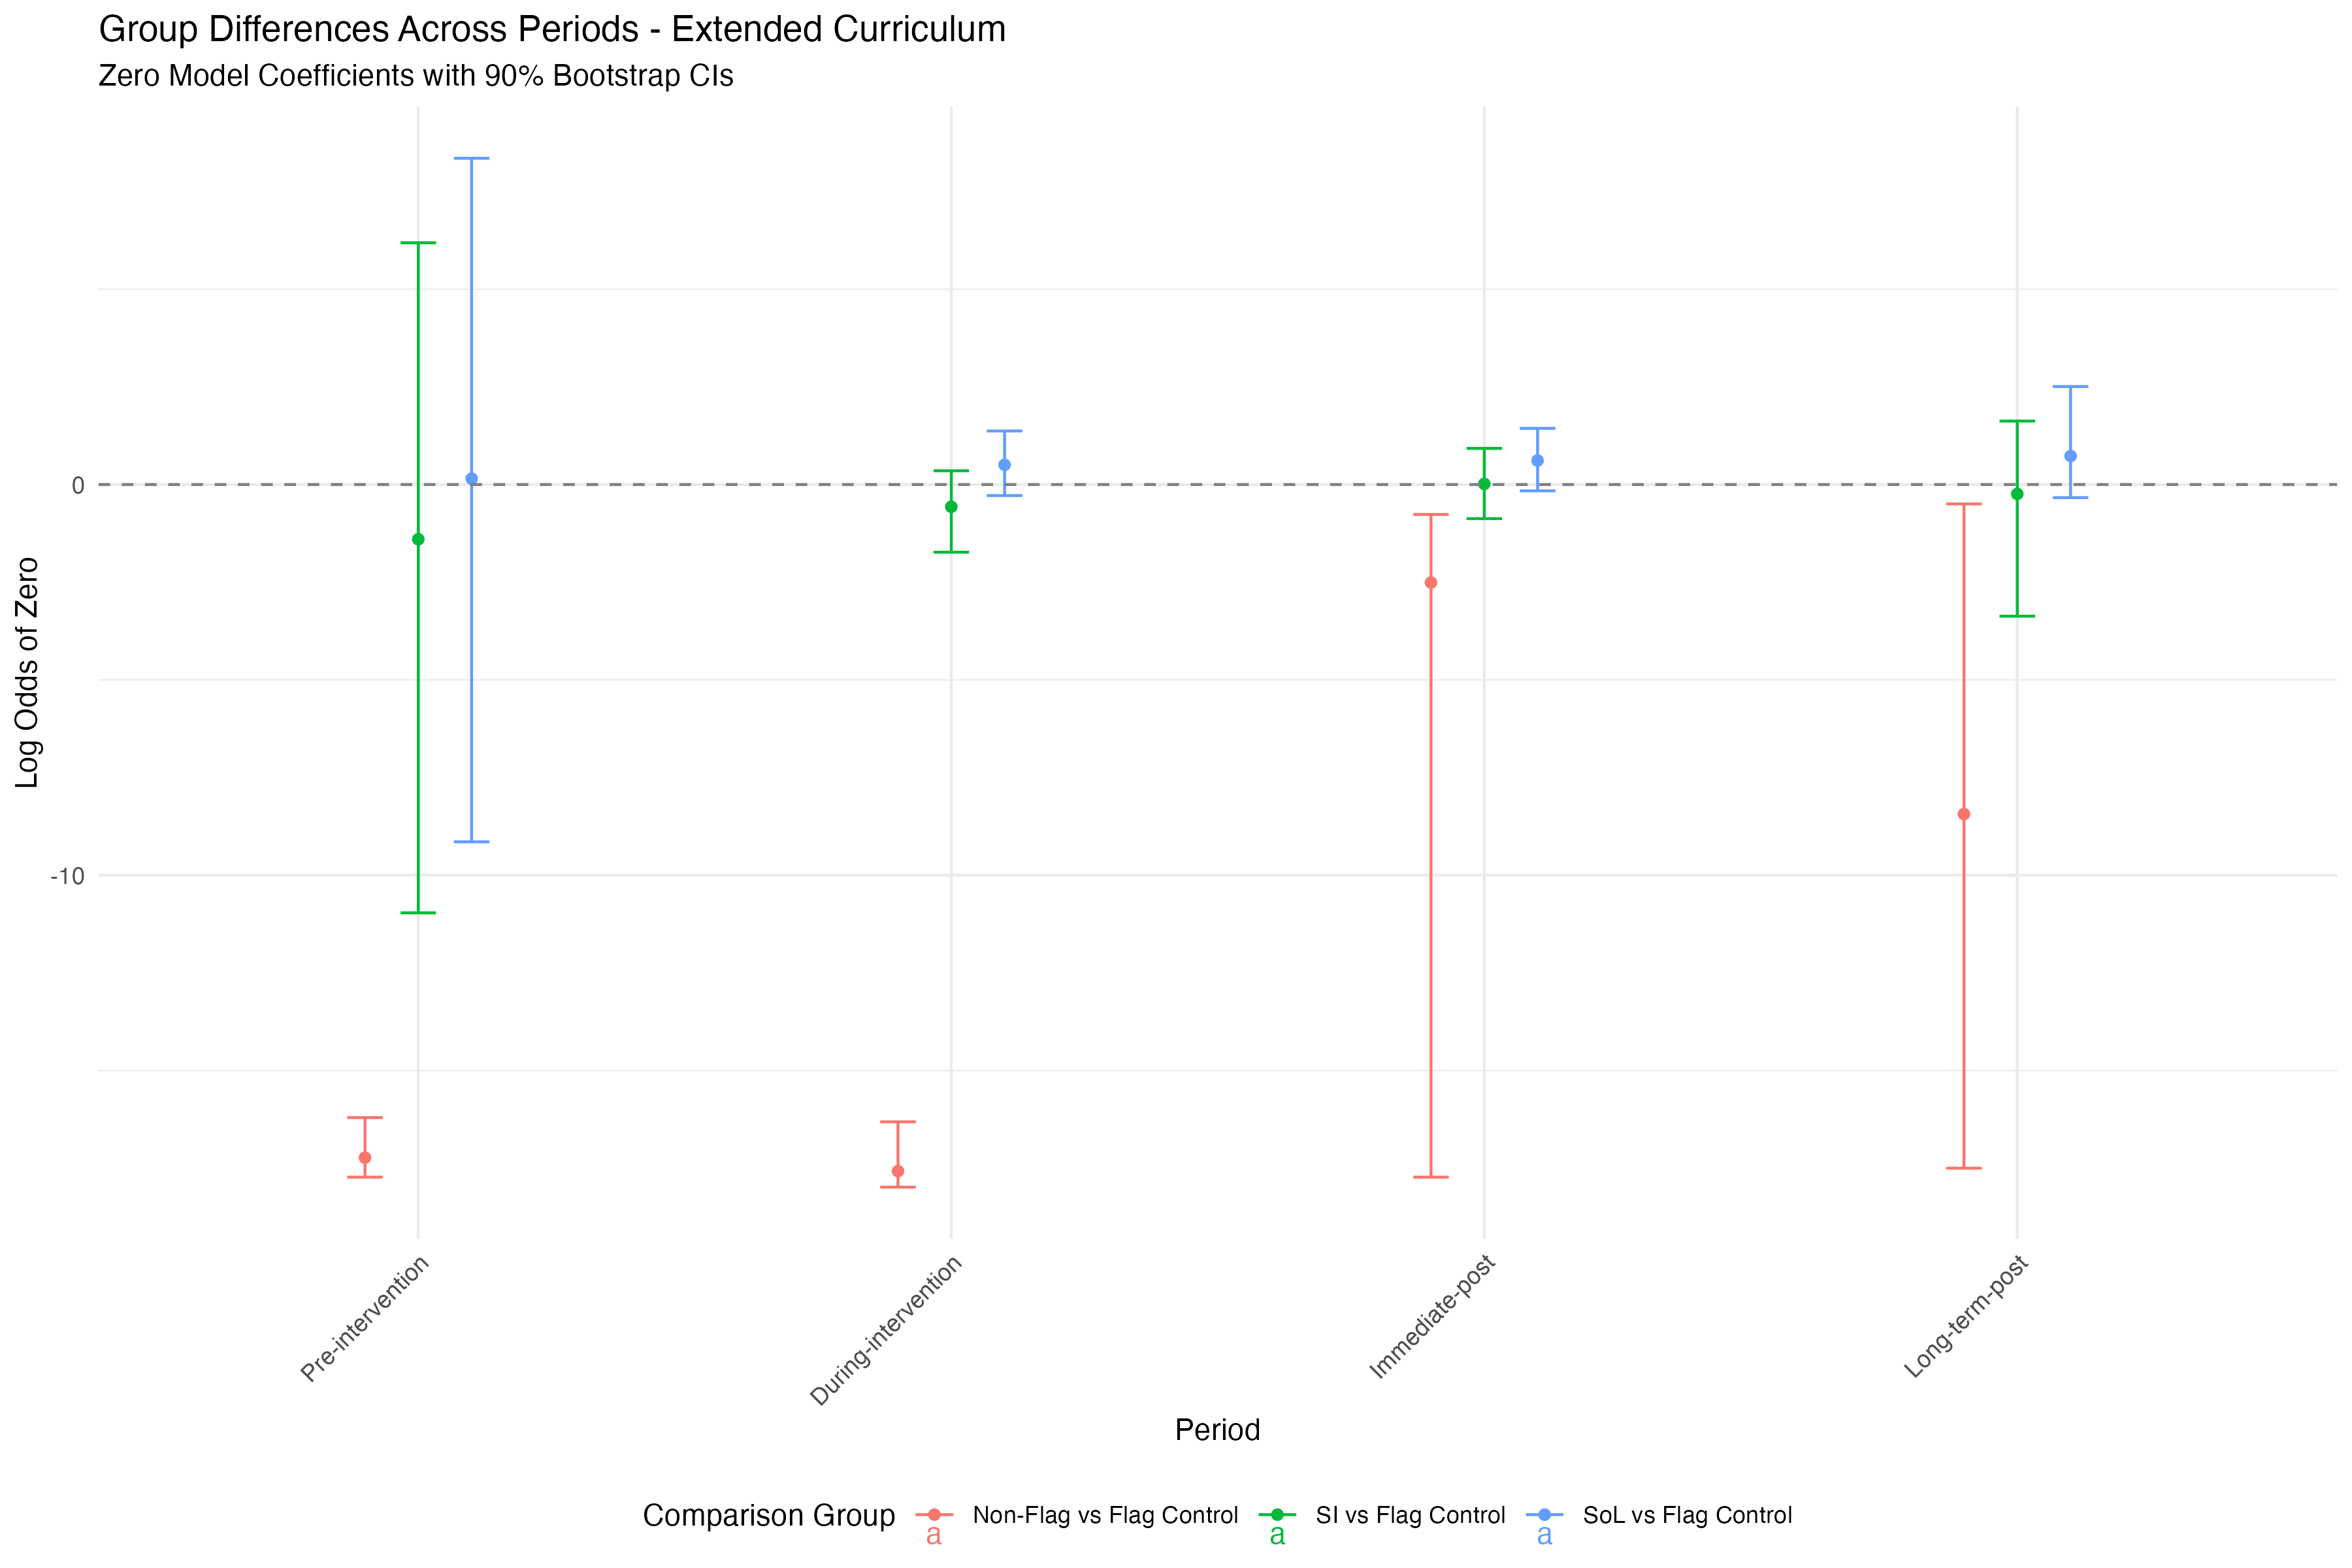 Group Differences Across Periods - Extended Curriculum
Zero Model Coefficients with 90% Bootstrap CIs
Log Odds of Zero
0
-10
Pre-intervention
During-intervention
Immediate-post
Long-term-post
Period
Comparison Group
a
Non-Flag vs Flag Control
a
SI vs Flag Control
a
SoL vs Flag Control